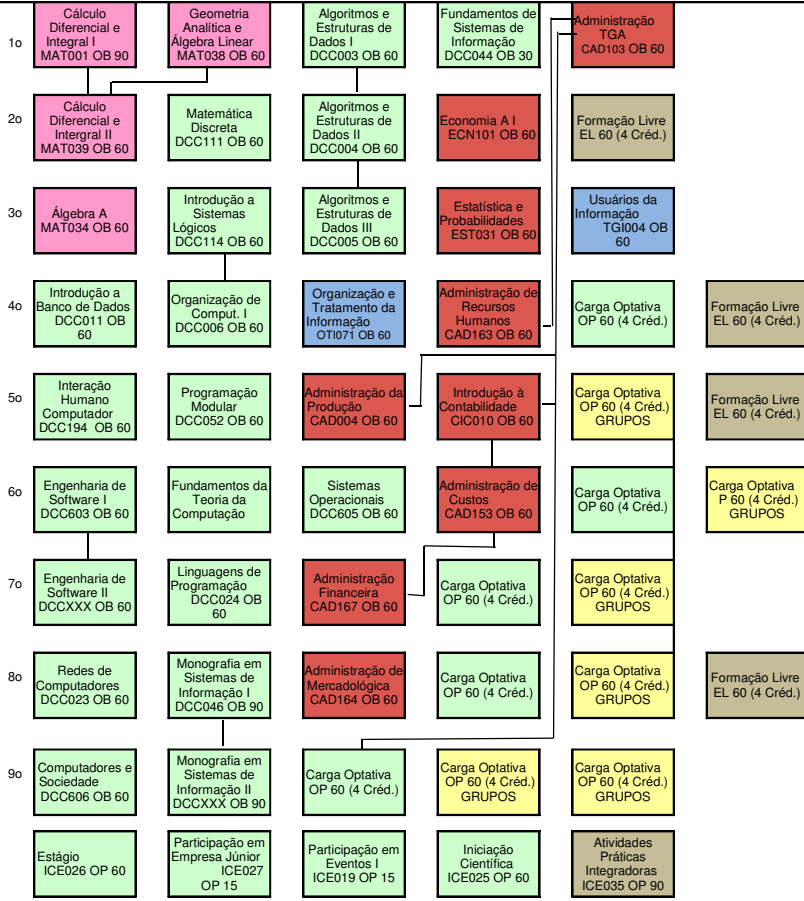 1o
Cálculo
Diferencial e
Integral I
MAT001 OB 90
Geometria
Analítica e
Álgebra Linear
MAT038 OB 60
Algoritmos e
Estruturas de
Dados I
DCC003 OB 60
Fundamentos de
Sistemas de
Informação
DCC044 OB 30
Administração
TGA
CAD103 OB 60
2o
Cálculo
Diferencial e
Intergral II
MAT039 OB 60
Matemática
Discreta
DCC111 OB 60
Algoritmos e
Estruturas de
Dados II
DCC004 OB 60
Economia A I
ECN101 OB 60
Formação Livre
EL 60 (4 Créd.)
3o
Álgebra A
MAT034 OB 60
Introdução a
Sistemas
Lógicos
DCC114 OB 60
Algoritmos e
Estruturas de
Dados III
DCC005 OB 60
Estatística e
Probabilidades
EST031 OB 60
Usuários da
Informação
TGI004 OB
60
4o
Introdução a
Banco de Dados
DCC011 OB
60
Organização de
Comput. I
DCC006 OB 60
Organização e
Tratamento da
Informação
OTI071 OB 60
Administração de
Recursos
Humanos
CAD163 OB 60
Carga Optativa
OP 60 (4 Créd.)
Formação Livre
EL 60 (4 Créd.)
5o
Interação
Humano
Computador
DCC194 OB 60
Programação
Modular
DCC052 OB 60
Administração da
Produção
CAD004 OB 60
Introdução à
Contabilidade
CIC010 OB 60
Carga Optativa
OP 60 (4 Créd.)
GRUPOS
Formação Livre
EL 60 (4 Créd.)
6o
Engenharia de
Software I
DCC603 OB 60
Fundamentos da
Teoria da
Computação
Sistemas
Operacionais
DCC605 OB 60
Administração de
Custos
CAD153 OB 60
Carga Optativa
OP 60 (4 Créd.)
Carga Optativa
P 60 (4 Créd.)
GRUPOS
7o
Engenharia de
Software II
DCCXXX OB 60
Linguagens de
Programação
DCC024 OB
60
Administração
Financeira
CAD167 OB 60
Carga Optativa
OP 60 (4 Créd.)
Carga Optativa
OP 60 (4 Créd.)
GRUPOS
8o
Redes de
Computadores
DCC023 OB 60
Monografia em
Sistemas de
Informação I
DCC046 OB 90
Administração de
Mercadológica
CAD164 OB 60
Carga Optativa
OP 60 (4 Créd.)
Carga Optativa
OP 60 (4 Créd.)
GRUPOS
Formação Livre
EL 60 (4 Créd.)
9o
Computadores e
Sociedade
DCC606 OB 60
Monografia em
Sistemas de
Informação II
DCCXXX OB 90
Carga Optativa
OP 60 (4 Créd.)
Carga Optativa
OP 60 (4 Créd.)
GRUPOS
Carga Optativa
OP 60 (4 Créd.)
GRUPOS
Estágio
ICE026 OP 60
Participação em
Empresa Júnior
ICE027
OP 15
Participação em
Eventos I
ICE019 OP 15
Iniciação
Científica
ICE025 OP 60
Atividades
Práticas
Integradoras
ICE035 OP 90